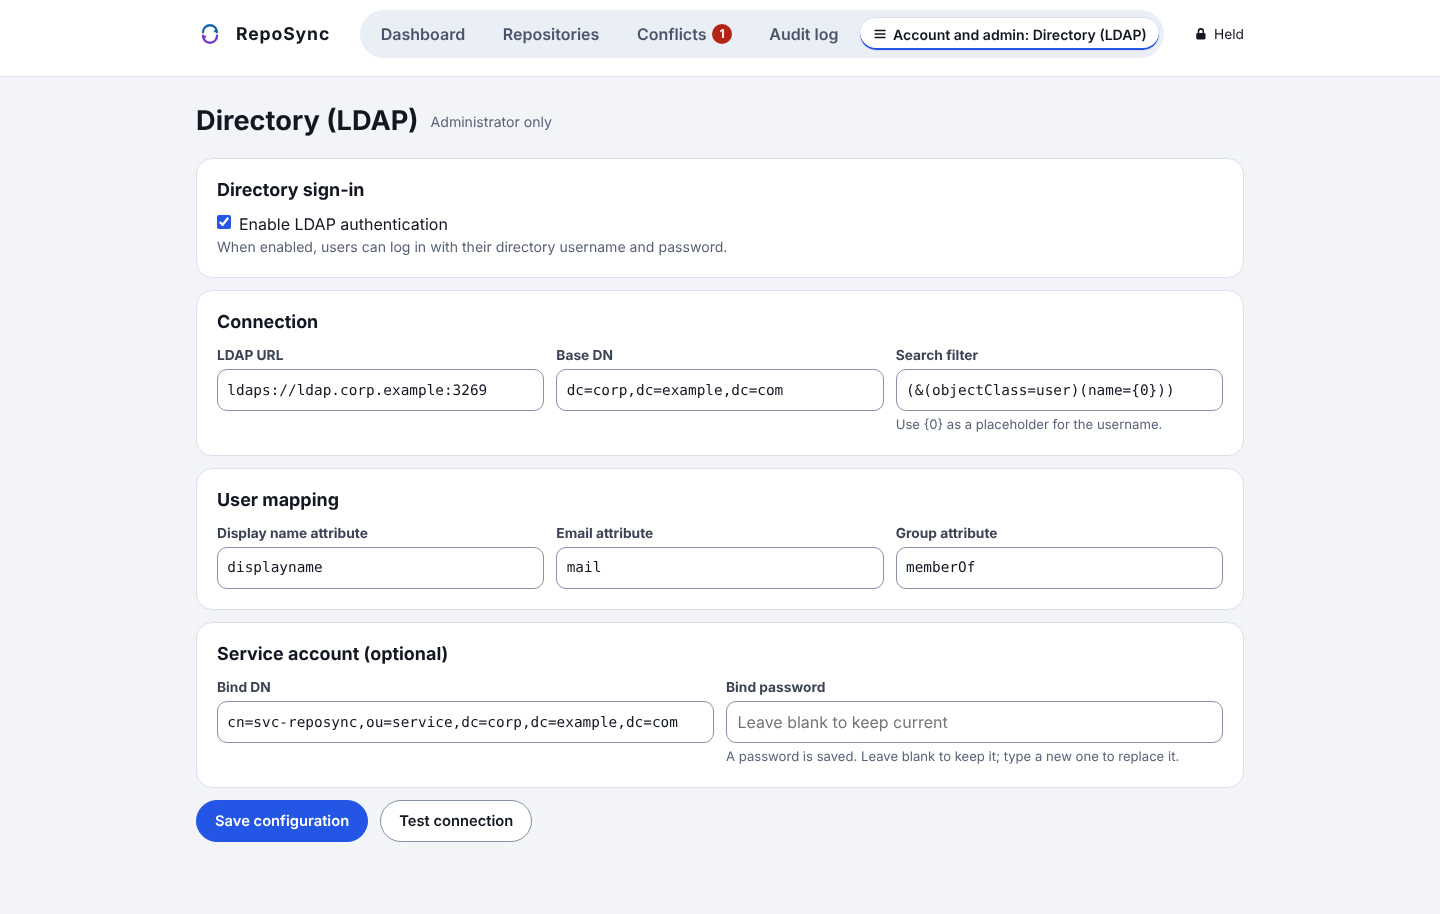 RepoSync
Dashboard
Repositories
Conflicts 1
Audit log
Account and admin: Directory (LDAP)
Held
Directory (LDAP)
Administrator only
Directory sign-in
Enable LDAP authentication
When enabled, users can log in with their directory username and password.
Connection
LDAP URL
ldaps://ldap.corp.example:3269
Base DN
dc=corp,dc=example,dc=com
Search filter
(&(objectClass=user)(name={0}))
Use {0} as a placeholder for the username.
User mapping
Display name attribute
displayname
Email attribute
mail
Group attribute
memberOf
Service account (optional)
Bind DN
cn=svc-reposync,ou=service,dc=corp,dc=example,dc=com
Bind password
Leave blank to keep current
A password is saved. Leave blank to keep it; type a new one to replace it.
Save configuration
Test connection